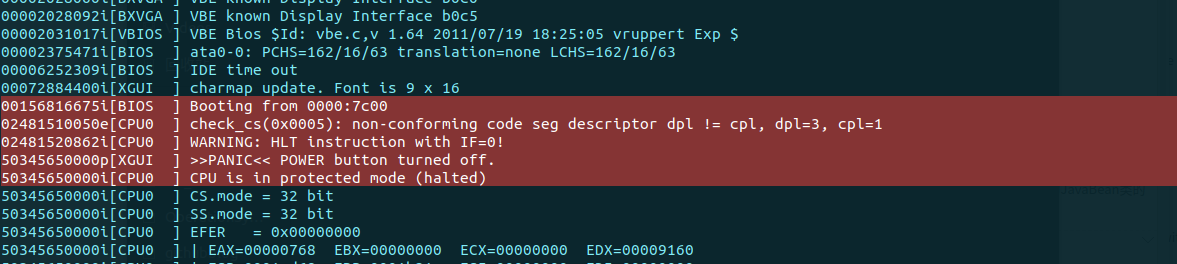 00002028092i[BXVGA ] VBE known Display Interface b0c5
00002031017i[VBIOS ] VBE Bios $Id: vbe.c,v 1.64 2011/07/19 18:25:05 vruppert Exp $
00002375471i[BIOS  ] ata0-0: PCHS=162/16/63 translation=none LCHS=162/16/63
00006252309i[BIOS  ] IDE time out
00072884400i[XGUI  ] charmap update. Font is 9 x 16
00156816675i[BIOS  ] Booting from 0000:7c00
02481510050e[CPU0  ] check_cs(0x0005): non-conforming code seg descriptor dpl != cpl, dpl=3, cpl=1
02481520862i[CPU0  ] WARNING: HLT instruction with IF=0!
50345650000p[XGUI  ] >>PANIC<< POWER button turned off.
50345650000i[CPU0  ] CPU is in protected mode (halted)
50345650000i[CPU0  ] CS.mode = 32 bit
50345650000i[CPU0  ] SS.mode = 32 bit
50345650000i[CPU0  ] EFER   = 0x00000000
50345650000i[CPU0  ] | EAX=00000768  EBX=00000000  ECX=00000000  EDX=00009160